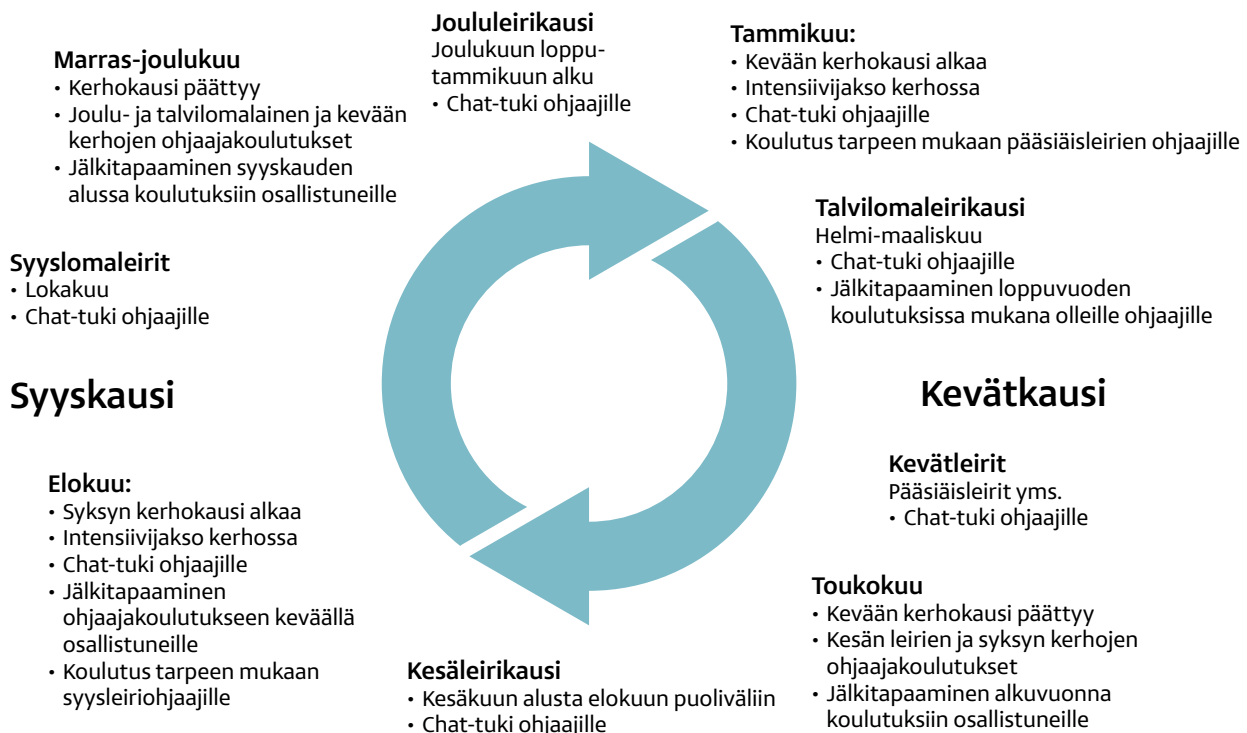 Joululeirikausi
Joulukuun loppu-
tammikuun alku
• Chat-tuki ohjaajille
Tammikuu:
• Kevään kerhokausi alkaa
• Intensiivijakso kerhossa
• Chat-tuki ohjaajille
• Koulutus tarpeen mukaan pääsiäisleirien ohjaajille
Talvilomaleirikausi
Helmi-maaliskuu
• Chat-tuki ohjaajille
• Jälkitapaaminen loppuvuoden
koulutuksissa mukana olleille ohjaajille
Kevätkausi
Kevätleirit
Pääsiäisleirit yms.
• Chat-tuki ohjaajille
Toukokuu
• Kevään kerhokausi päättyy
• Kesän leirien ja syksyn kerhojen
ohjaajakoulutukset
• Jälkitapaaminen alkuvuonna
koulutuksiin osallistuneille
Kesäleirikausi
• Kesäkuun alusta elokuun puoliväliin
• Chat-tuki ohjaajille
Elokuu:
• Syksyn kerhokausi alkaa
• Intensiivijakso kerhossa
• Chat-tuki ohjaajille
• Jälkitapaaminen
ohjaajakoulutukseen keväällä
osallistuneille
• Koulutus tarpeen mukaan
syysleiriohjaajille
Syyskausi
Syyslomaleirit
• Lokakuu
• Chat-tuki ohjaajille
Marras-joulukuu
• Kerhokausi päättyy
• Joulu- ja talvilomalainen ja kevään
kerhojen ohjaajakoulutukset
• Jälkitapaaminen syyskauden
alussa koulutuksiin osallistuneille